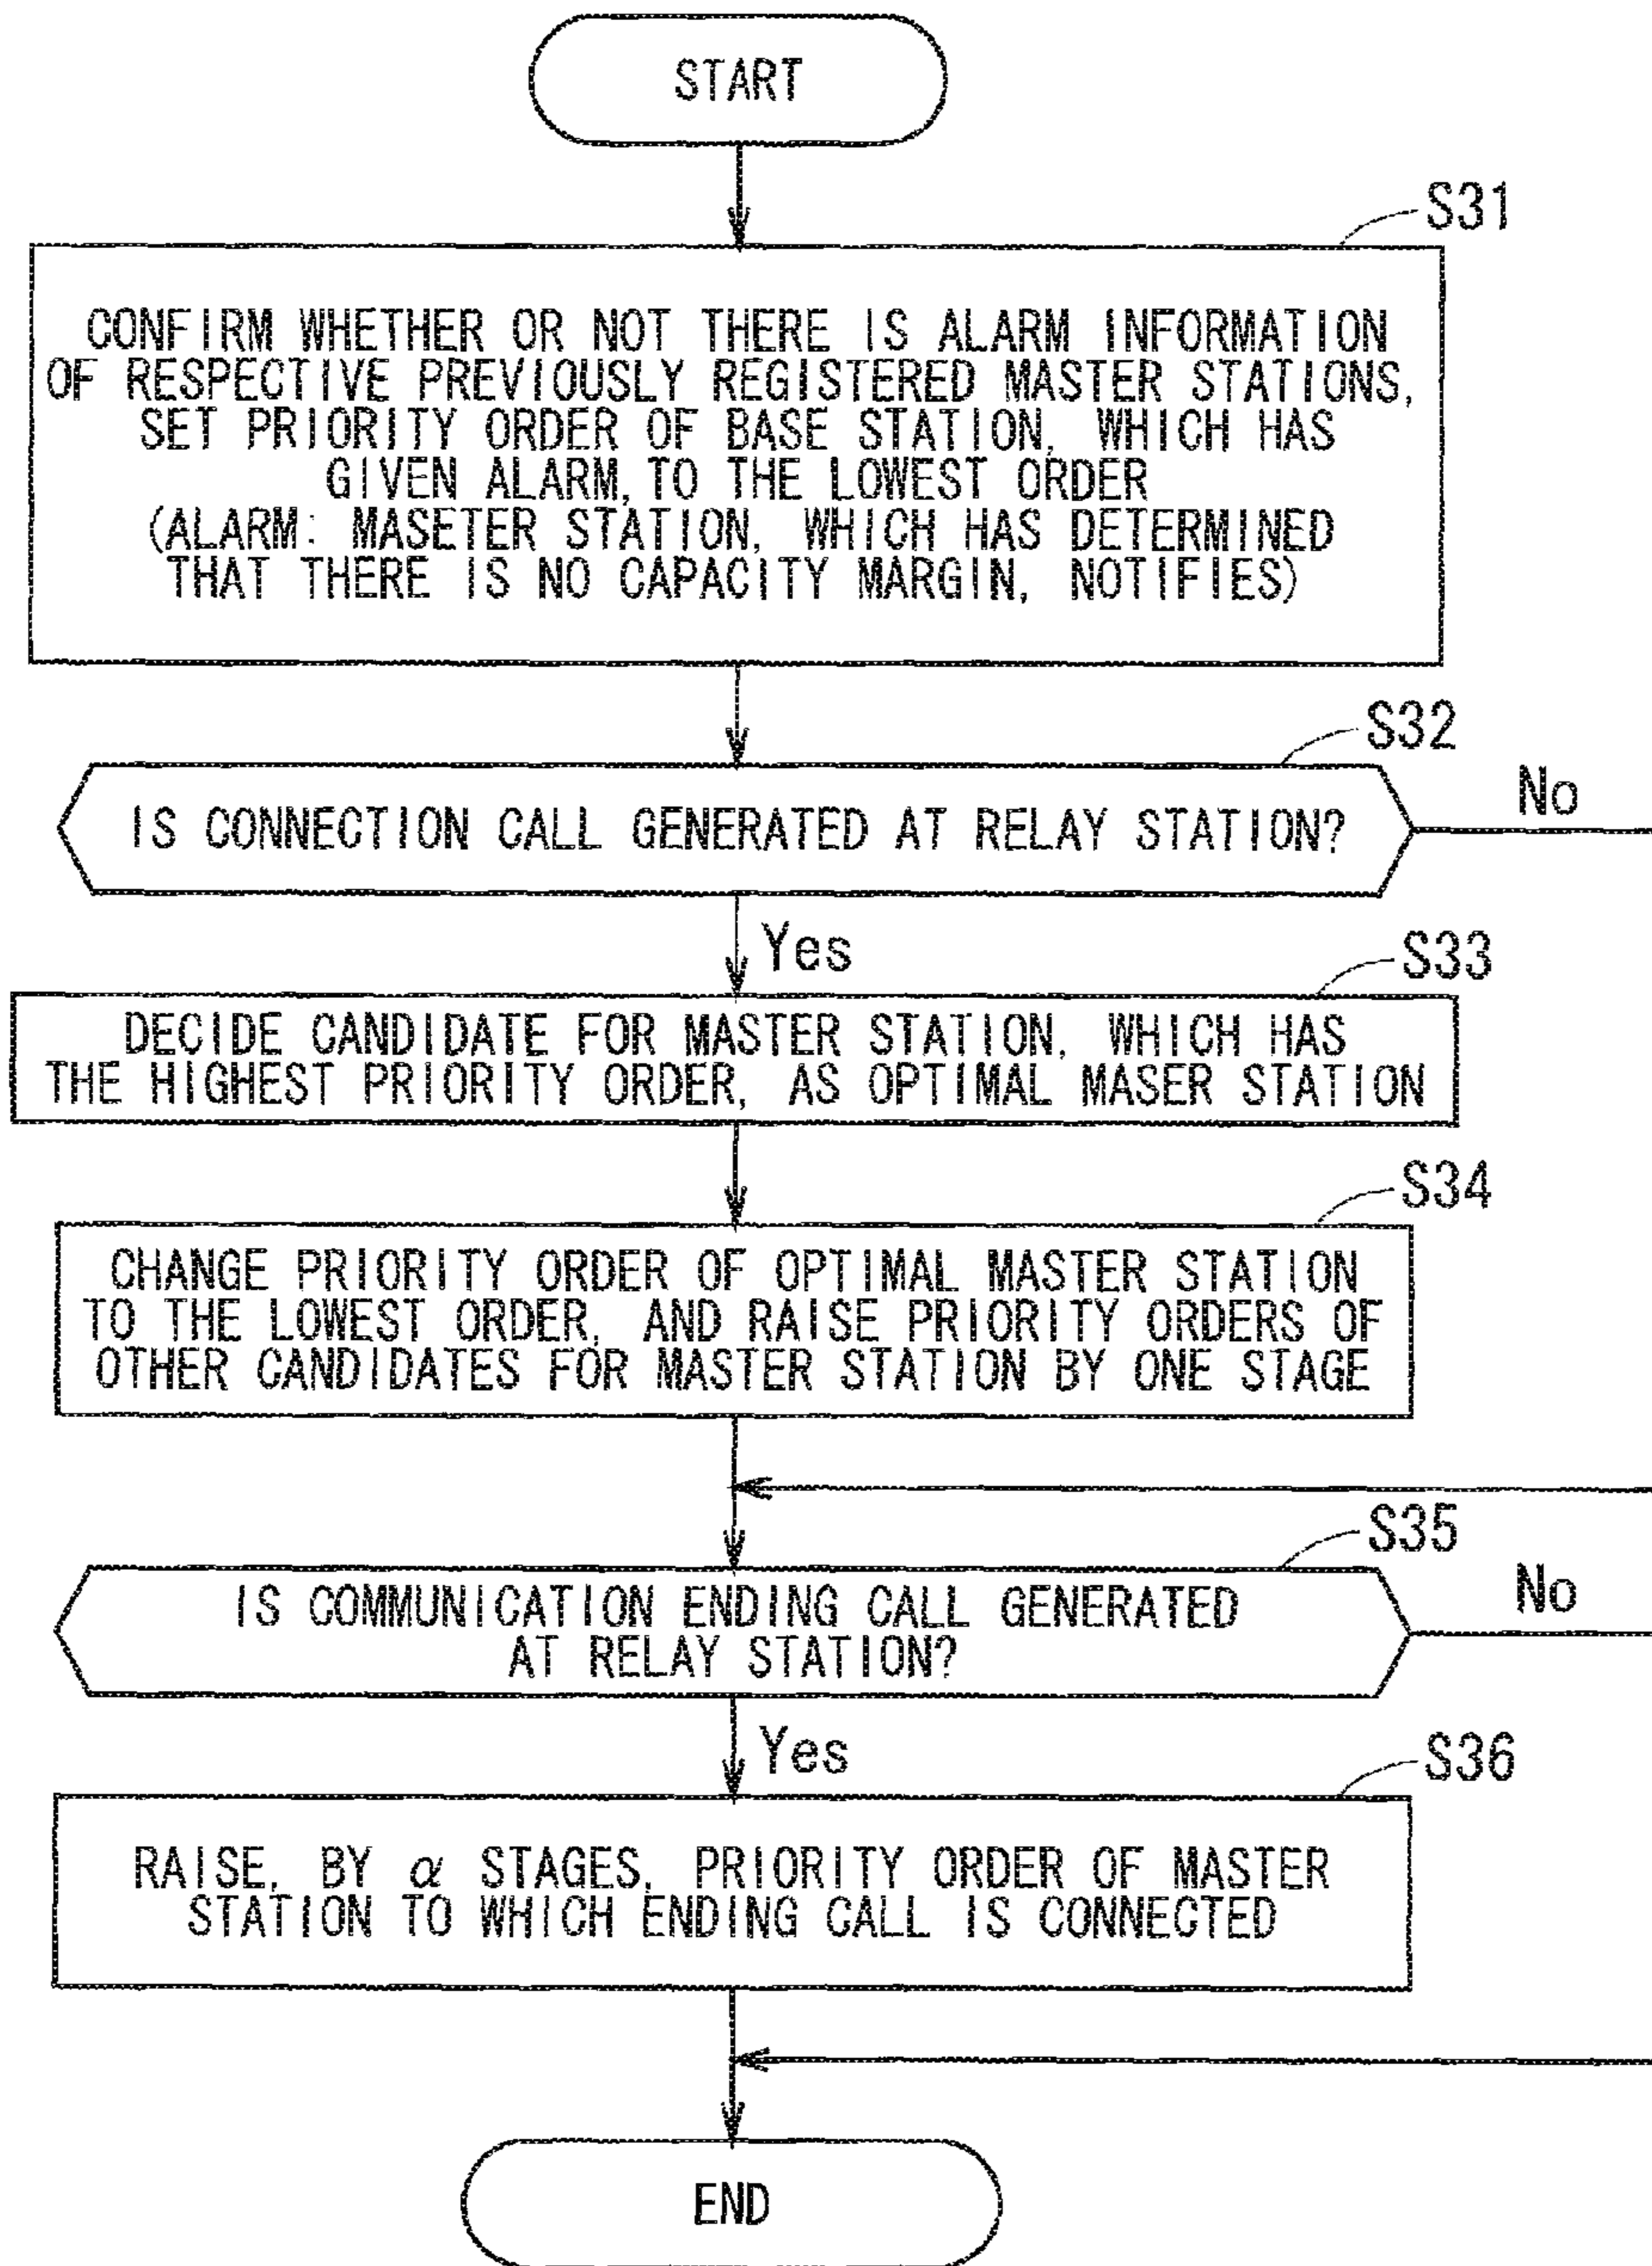 START
S31
CONFIRM WHETHER OR NOT THERE IS ALARM INFORMATION
OF RESPECTIVE PREVIOUSLY REGISTERED MASTER STATIONS,
SET PRIORITY ORDER OF BASE STATION, WHICH HAS
GIVEN ALARM, TO THE LOWEST ORDER
(ALARM: MASETER STATION, WHICH HAS DETERMINED
THAT THERE IS NO CAPACITY MARGIN, NOTIFIES)
S32
IS CONNECTION CALL GENERATED AT RELAY STATION?
No
Yes
S33
DECIDE CANDIDATE FOR MASTER STATION, WHICH HAS
THE HIGHEST PRIORITY ORDER, AS OPTIMAL MASER STATION
S34
CHANGE PRIORITY ORDER OF OPTIMAL MASTER STATION
TO THE LOWEST ORDER, AND RAISE PRIORITY ORDERS OF
OTHER CANDIDATES FOR MASTER STATION BY ONE STAGE
S35
IS COMMUNICATION ENDING CALL GENERATED
AT RELAY STATION?
No
Yes
S36
RAISE, BY α STAGES, PRIORITY ORDER OF MASTER
STATION TO WHICH ENDING CALL IS CONNECTED
END